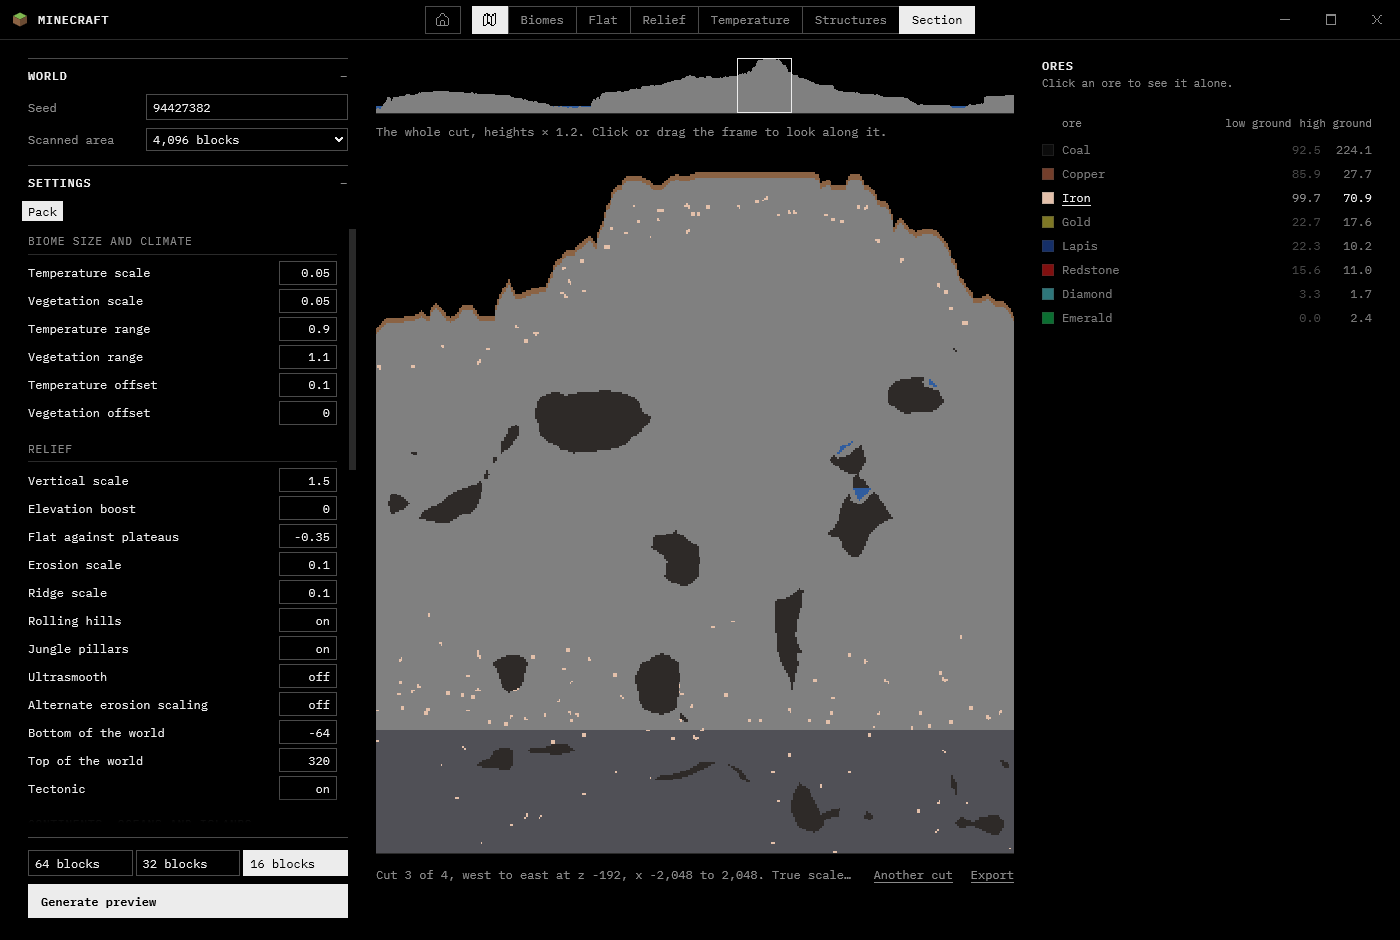 MINECRAFT
Biomes
Flat
Relief
Temperature
Structures
Section
WORLD
Seed
94427382
Scanned area
4,096 blocks
SETTINGS
Pack
BIOME SIZE AND CLIMATE
Temperature scale 0.05
Vegetation scale 0.05
Temperature range 0.9
Vegetation range 1.1
Temperature offset 0.1
Vegetation offset 0
RELIEF
Vertical scale 1.5
Elevation boost 0
Flat against plateaus -0.35
Erosion scale 0.1
Ridge scale 0.1
Rolling hills on
Jungle pillars on
Ultrasmooth off
Alternate erosion scaling off
Bottom of the world -64
Top of the world 320
Tectonic on
64 blocks
32 blocks
16 blocks
Generate preview
The whole cut, heights × 1.2. Click or drag the frame to look along it.
Cut 3 of 4, west to east at z -192, x -2,048 to 2,048. True scale…
Another cut
Export
ORES
Click an ore to see it alone.
ore low ground high ground
Coal 92.5 224.1
Copper 85.9 27.7
Iron 99.7 70.9
Gold 22.7 17.6
Lapis 22.3 10.2
Redstone 15.6 11.0
Diamond 3.3 1.7
Emerald 0.0 2.4